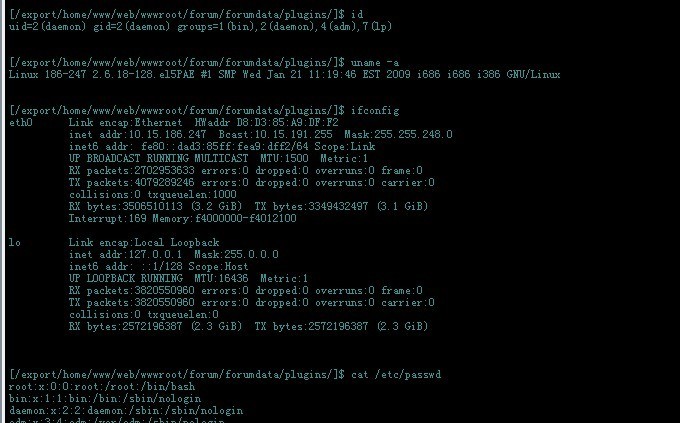 [/export/home/www/web/wwwroot/forum/forumdata/plugins/]$ id
uid=2(daemon) gid=2(daemon) groups=1(bin),2(daemon),4(adm),7(lp)
[/export/home/www/web/wwwroot/forum/forumdata/plugins/]$ uname -a
Linux 186-247 2.6.18-128.el5PAE #1 SMP Wed Jan 21 11:19:46 EST 2009 i686 i686 i386 GNU/Linux
[/export/home/www/web/wwwroot/forum/forumdata/plugins/]$ ifconfig
eth0 Link encap:Ethernet HWaddr D8:D3:85:A9:DF:F2
inet addr:10.15.186.247 Bcast:10.15.191.255 Mask:255.255.248.0
inet6 addr: fe80::dad3:85ff:fea9:dff2/64 Scope:Link
UP BROADCAST RUNNING MULTICAST MTU:1500 Metric:1
RX packets:2702953633 errors:0 dropped:0 overruns:0 frame:0
TX packets:4079289246 errors:0 dropped:0 overruns:0 carrier:0
collisions:0 txqueuelen:1000
RX bytes:3506510113 (3.2 GiB) TX bytes:3349432497 (3.1 GiB)
Interrupt:169 Memory:f4000000-f4012100
lo Link encap:Local Loopback
inet addr:127.0.0.1 Mask:255.0.0.0
inet6 addr: ::1/128 Scope:Host
UP LOOPBACK RUNNING MTU:16436 Metric:1
RX packets:3820550960 errors:0 dropped:0 overruns:0 frame:0
TX packets:3820550960 errors:0 dropped:0 overruns:0 carrier:0
collisions:0 txqueuelen:0
RX bytes:2572196387 (2.3 GiB) TX bytes:2572196387 (2.3 GiB)
[/export/home/www/web/wwwroot/forum/forumdata/plugins/]$ cat /etc/passwd
root:x:0:0:root:/root:/bin/bash
bin:x:1:1:bin:/bin:/sbin/nologin
daemon:x:2:2:daemon:/sbin:/sbin/nologin
adm:x:3:4:adm:/var/adm:/sbin/nologin